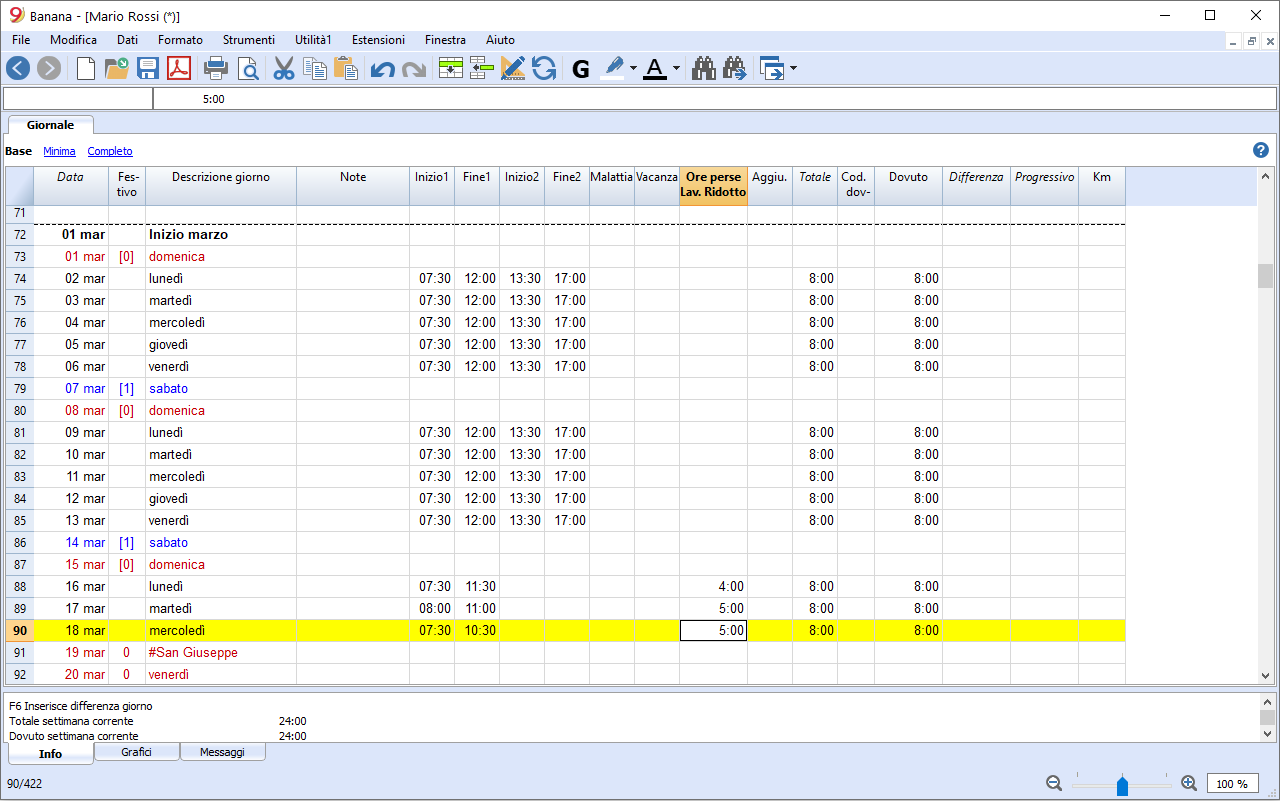 Banana - [Mario Rossi (*)]
File Modifica Dati Formato Strumenti Utilità1 Estensioni Finestra Aiuto
G A
5:00
Giornale
Base Minima Completo ?
Data Fes- Descrizione giorno Note Inizio1 Fine1 Inizio2 Fine2 Malattia Vacanza Ore perse Aggiu. Totale Cod. Dovuto Differenza Progressivo Km
tivo Lav. Ridotto dov-
71
72 01 mar Inizio marzo
73 01 mar [0] domenica
74 02 mar lunedì 07:30 12:00 13:30 17:00 8:00 8:00
75 03 mar martedì 07:30 12:00 13:30 17:00 8:00 8:00
76 04 mar mercoledì 07:30 12:00 13:30 17:00 8:00 8:00
77 05 mar giovedì 07:30 12:00 13:30 17:00 8:00 8:00
78 06 mar venerdì 07:30 12:00 13:30 17:00 8:00 8:00
79 07 mar [1] sabato
80 08 mar [0] domenica
81 09 mar lunedì 07:30 12:00 13:30 17:00 8:00 8:00
82 10 mar martedì 07:30 12:00 13:30 17:00 8:00 8:00
83 11 mar mercoledì 07:30 12:00 13:30 17:00 8:00 8:00
84 12 mar giovedì 07:30 12:00 13:30 17:00 8:00 8:00
85 13 mar venerdì 07:30 12:00 13:30 17:00 8:00 8:00
86 14 mar [1] sabato
87 15 mar [0] domenica
88 16 mar lunedì 07:30 11:30 4:00 8:00 8:00
89 17 mar martedì 08:00 11:00 5:00 8:00 8:00
90 18 mar mercoledì 07:30 10:30 5:00 8:00 8:00
91 19 mar 0 #San Giuseppe
92 20 mar 0 venerdì
F6 Inserisce differenza giorno
Totale settimana corrente 24:00
Dovuto settimana corrente 24:00
Info Grafici Messaggi
90/422 100 %